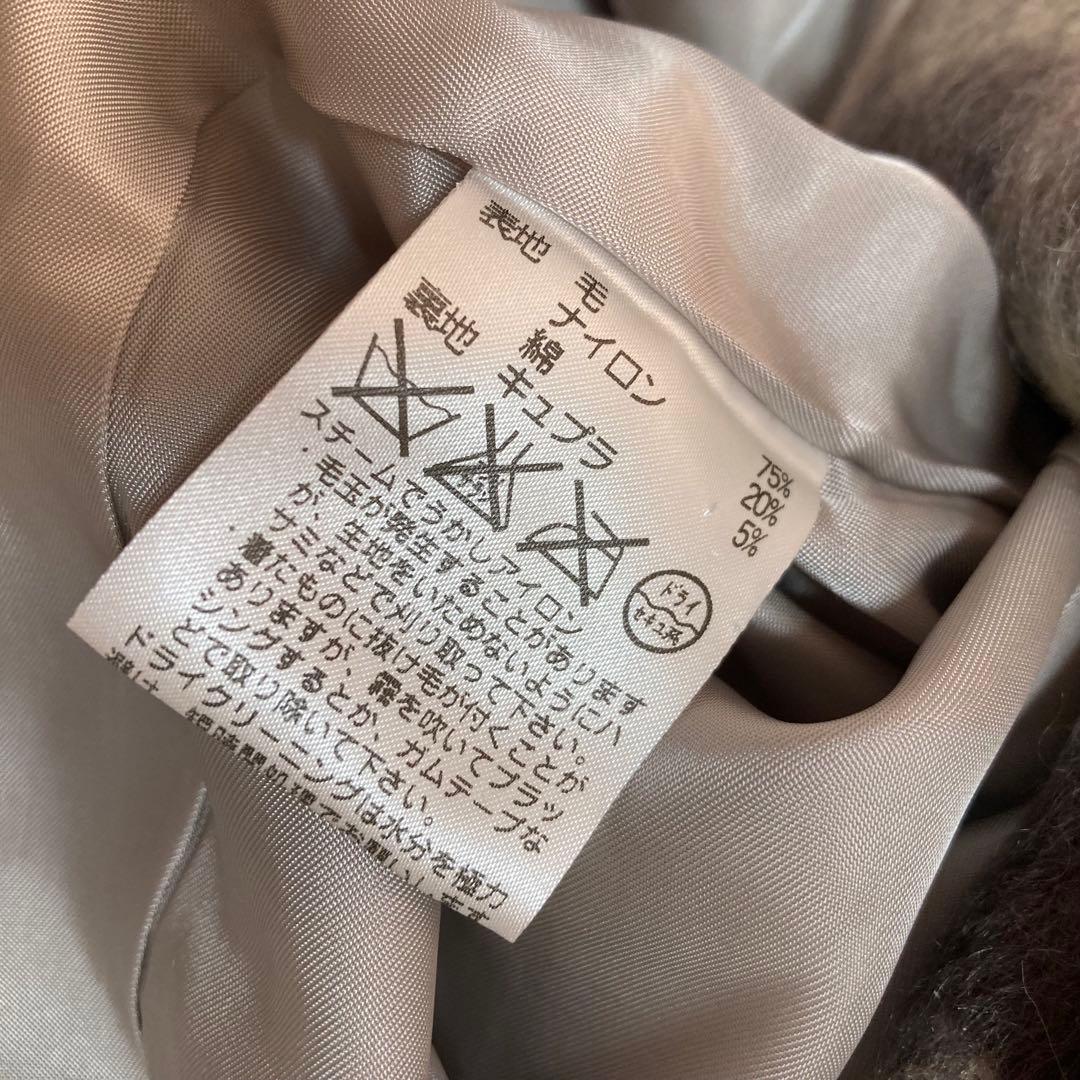 表地 毛 75%
ナイロン 20%
綿 5%
裏地 キュプラ
ドライ
セキユ系
スチームでうかしアイロン
・毛玉が発生することがあります
が、生地をいためないようにハ
サミなどで刈り取って下さい。
・着たものに抜け毛が付くことが
ありますが、霧を吹いてブラッ
シングするとか、ガムテープな
どで取り除いて下さい。
ドライクリーニングは水分を極力